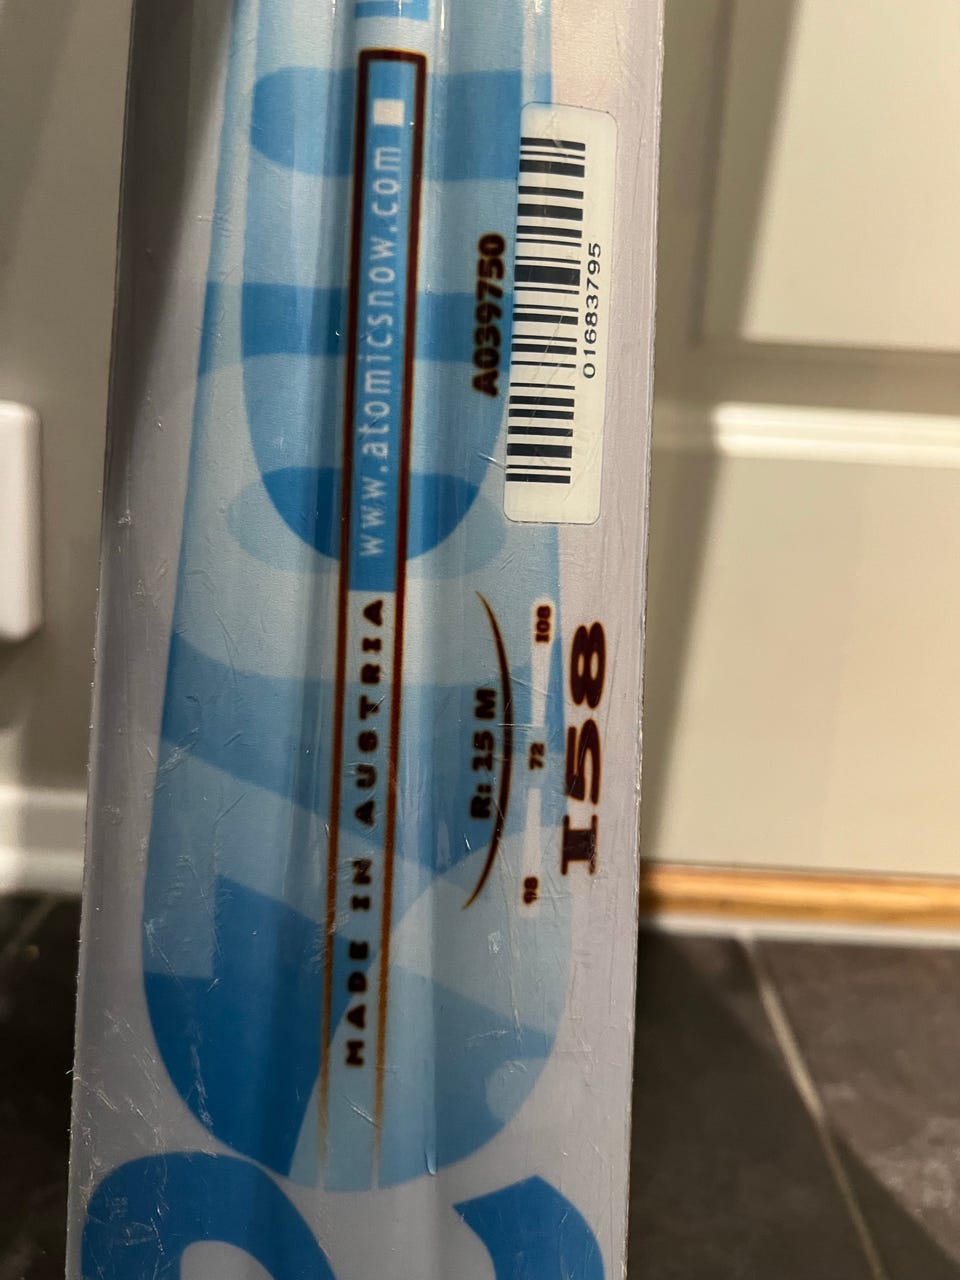 www.atomicsnow.com
MADE IN AUSTRIA
A039750
01683795
R: 15 M
108
72
98
158